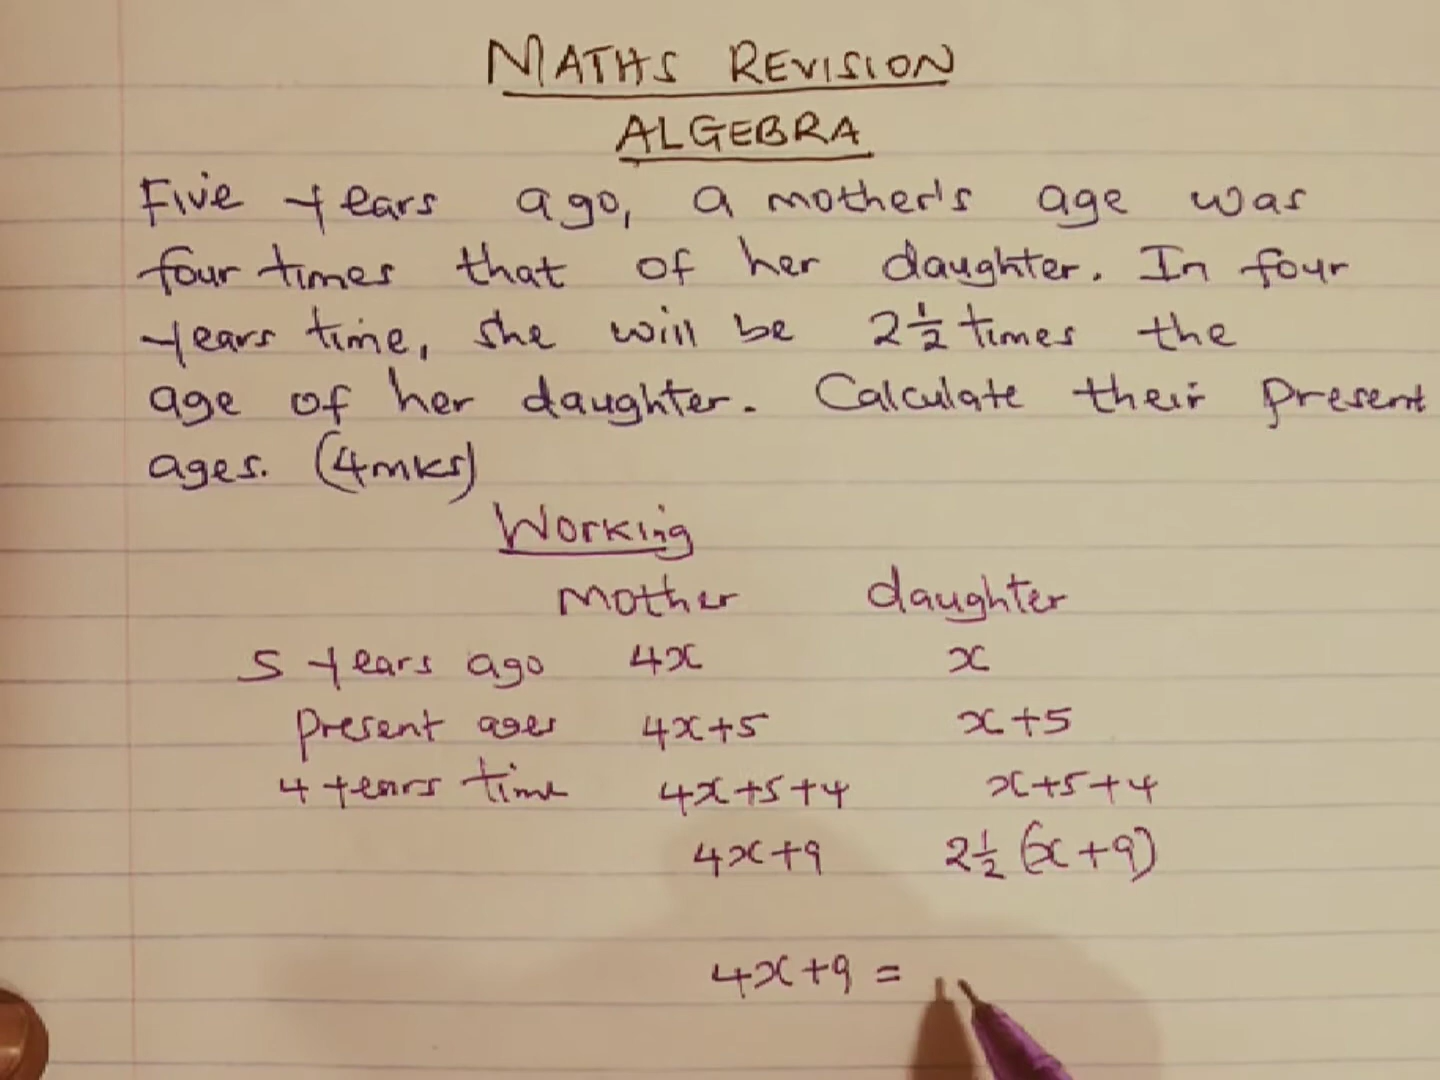 MATHS REVISION
ALGEBRA
Five years ago, a mother's age was
four times that of her daughter. In four
years time, she will be 2½ times the
age of her daughter. Calculate their present
ages. (4mks)
Working
Mother daughter
5 years ago 4x x
present ages 4x+5 x+5
4 years time 4x+5+4 x+5+4
4x+9 2½(x+9)
4x+9 =